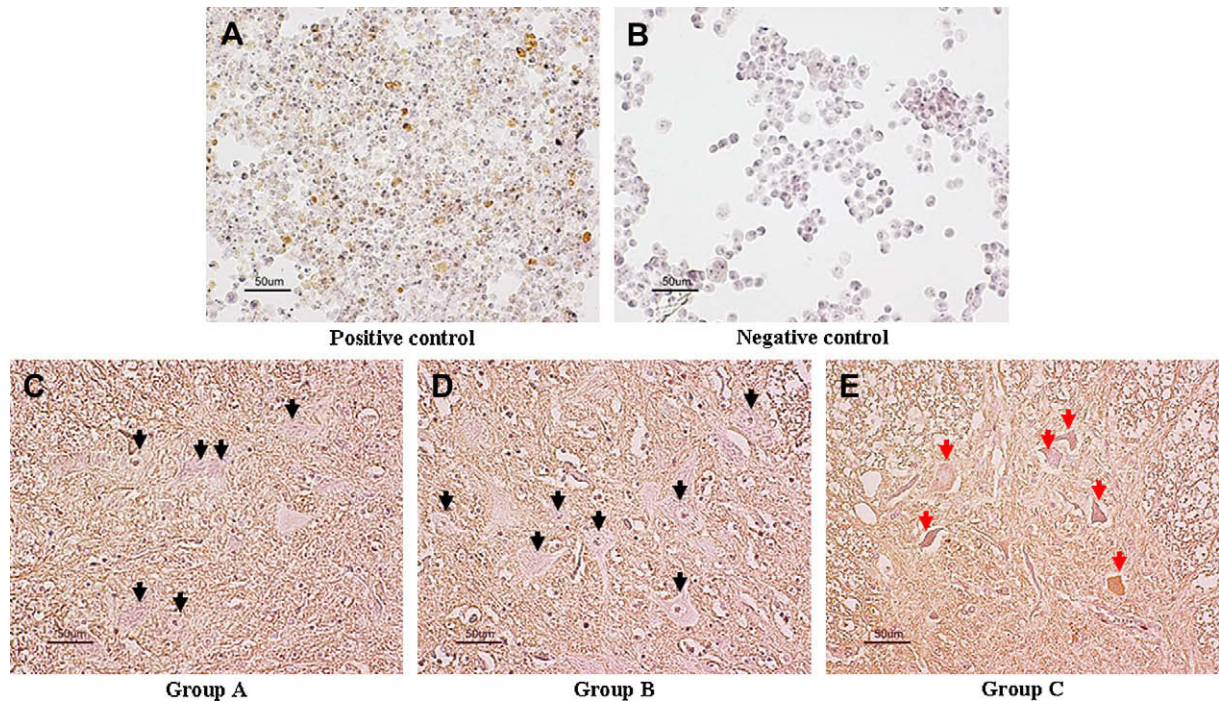 A
B
50um
50um
Positive control
Negative control
C
D
E
50um
50um
50um
Group A
Group B
Group C